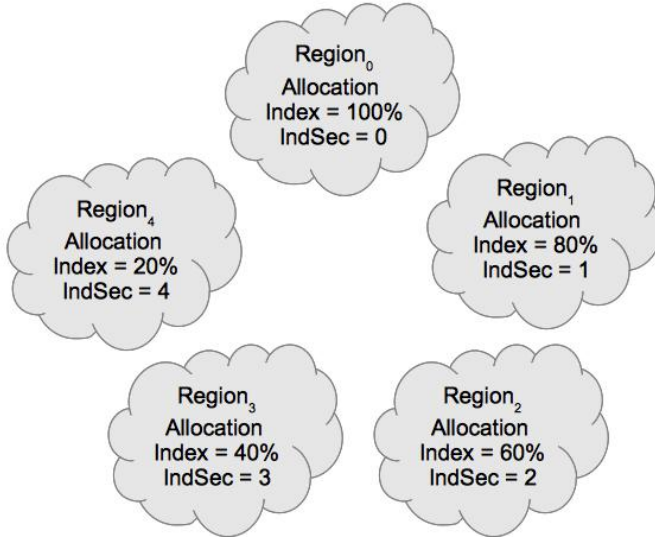 Region₀
Allocation
Index = 100%
IndSec = 0
Region₁
Allocation
Index = 80%
IndSec = 1
Region₄
Allocation
Index = 20%
IndSec = 4
Region₃
Allocation
Index = 40%
IndSec = 3
Region₂
Allocation
Index = 60%
IndSec = 2